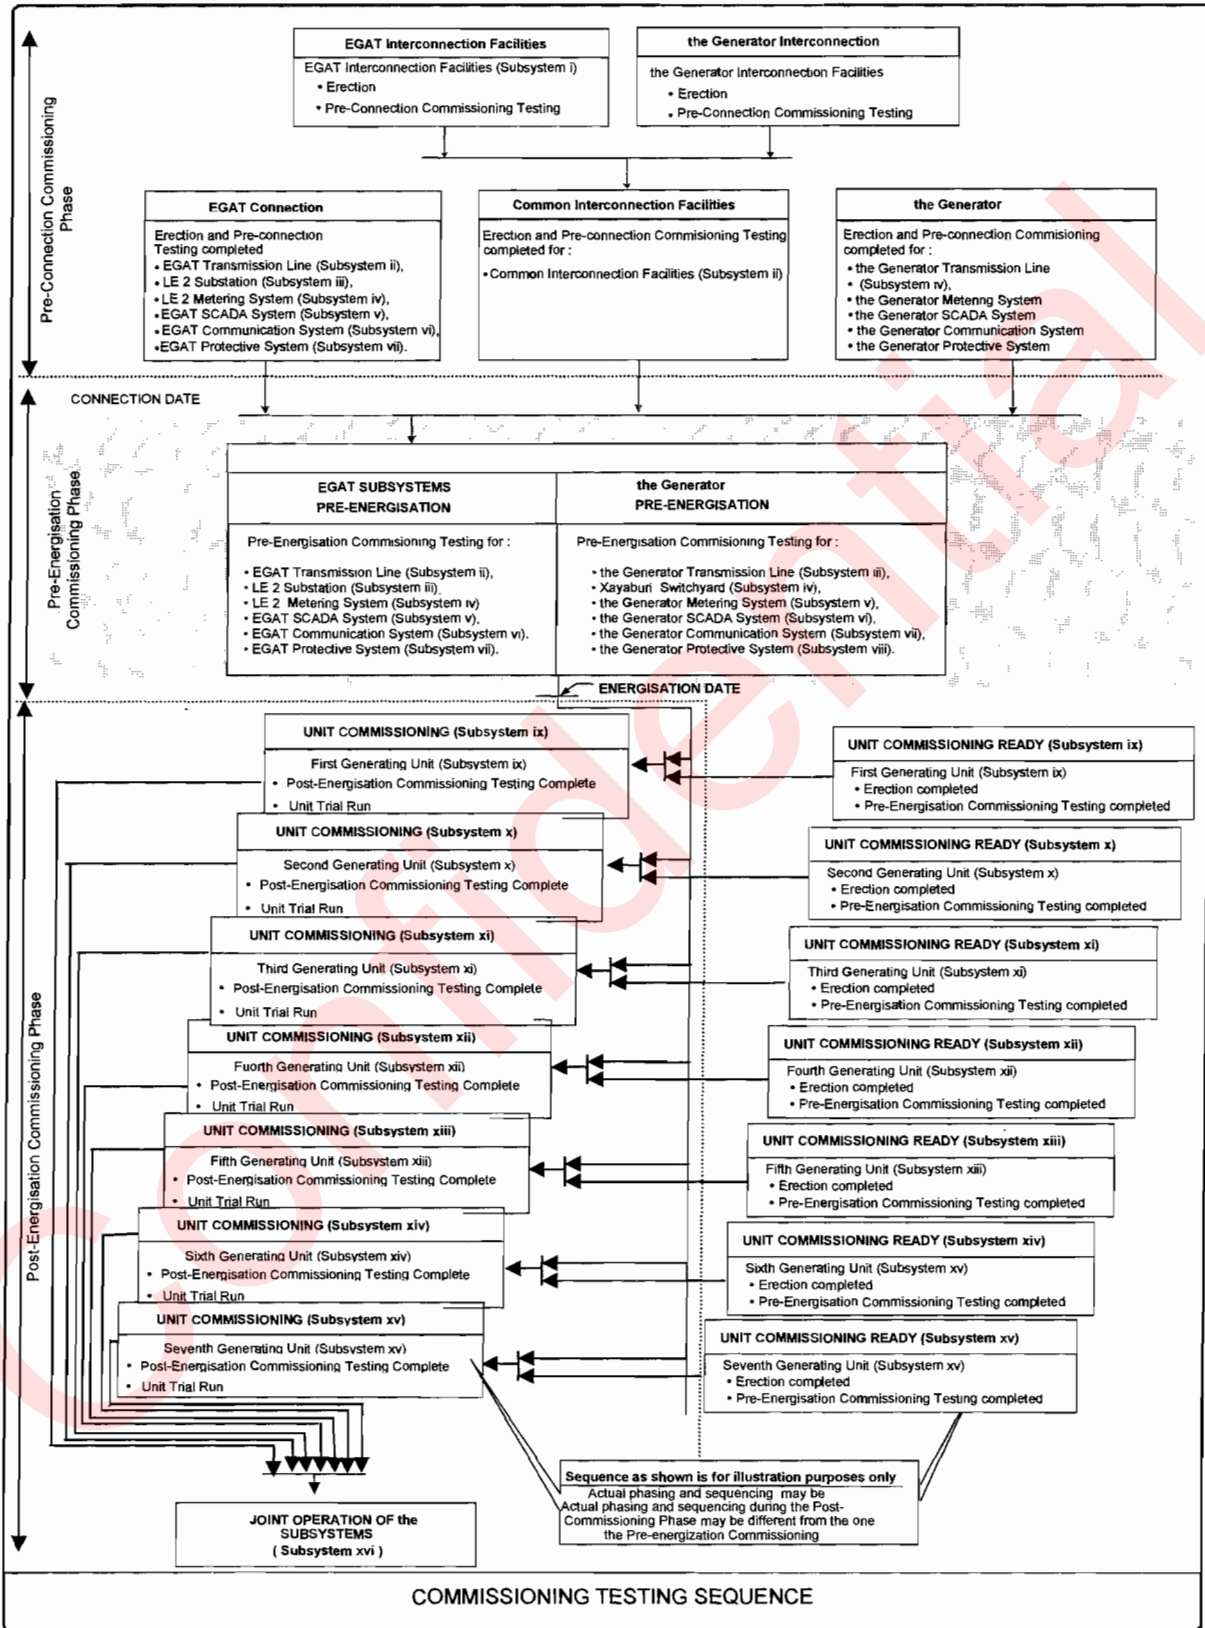 EGAT Interconnection Facilities
EGAT Interconnection Facilities (Subsystem i)
• Erection
• Pre-Connection Commissioning Testing
the Generator Interconnection
the Generator Interconnection Facilities
• Erection
• Pre-Connection Commissioning Testing
Pre-Connection Commissioning
Phase
EGAT Connection
Erection and Pre-connection
Testing completed
• EGAT Transmission Line (Subsystem ii),
• LE 2 Substation (Subsystem iii),
• LE 2 Metering System (Subsystem iv),
• EGAT SCADA System (Subsystem v),
• EGAT Communication System (Subsystem vi),
• EGAT Protective System (Subsystem vii).
Common Interconnection Facilities
Erection and Pre-connection Commisioning Testing
completed for :
• Common Interconnection Facilities (Subsystem ii)
the Generator
Erection and Pre-connection Commisioning
completed for :
• the Generator Transmission Line
• (Subsystem iv),
• the Generator Metering System
• the Generator SCADA System
• the Generator Communication System
• the Generator Protective System
CONNECTION DATE
Pre-Energisation
Commissioning Phase
EGAT SUBSYSTEMS
PRE-ENERGISATION
Pre-Energisation Commisioning Testing for :
• EGAT Transmission Line (Subsystem ii),
• LE 2 Substation (Subsystem iii),
• LE 2 Metering System (Subsystem iv)
• EGAT SCADA System (Subsystem v),
• EGAT Communication System (Subsystem vi).
• EGAT Protective System (Subsystem vii).
the Generator
PRE-ENERGISATION
Pre-Energisation Commisioning Testing for :
• the Generator Transmission Line (Subsystem iii),
• Xayaburi Switchyard (Subsystem iv),
• the Generator Metering System (Subsystem v),
• the Generator SCADA System (Subsystem vi),
• the Generator Communication System (Subsystem vii),
• the Generator Protective System (Subsystem viii).
ENERGISATION DATE
Post-Energisation Commissioning Phase
UNIT COMMISSIONING (Subsystem ix)
First Generating Unit (Subsystem ix)
• Post-Energisation Commissioning Testing Complete
• Unit Trial Run
UNIT COMMISSIONING READY (Subsystem ix)
First Generating Unit (Subsystem ix)
• Erection completed
• Pre-Energisation Commissioning Testing completed
UNIT COMMISSIONING (Subsystem x)
Second Generating Unit (Subsystem x)
• Post-Energisation Commissioning Testing Complete
• Unit Trial Run
UNIT COMMISSIONING READY (Subsystem x)
Second Generating Unit (Subsystem x)
• Erection completed
• Pre-Energisation Commissioning Testing completed
UNIT COMMISSIONING (Subsystem xi)
Third Generating Unit (Subsystem xi)
• Post-Energisation Commissioning Testing Complete
• Unit Trial Run
UNIT COMMISSIONING READY (Subsystem xi)
Third Generating Unit (Subsystem xi)
• Erection completed
• Pre-Energisation Commissioning Testing completed
UNIT COMMISSIONING (Subsystem xii)
Fuorth Generating Unit (Subsystem xii)
• Post-Energisation Commissioning Testing Complete
• Unit Trial Run
UNIT COMMISSIONING READY (Subsystem xii)
Fourth Generating Unit (Subsystem xii)
• Erection completed
• Pre-Energisation Commissioning Testing completed
UNIT COMMISSIONING (Subsystem xiii)
Fifth Generating Unit (Subsystem xiii)
• Post-Energisation Commissioning Testing Complete
• Unit Trial Run
UNIT COMMISSIONING READY (Subsystem xiii)
Fifth Generating Unit (Subsystem xiii)
• Erection completed
• Pre-Energisation Commissioning Testing completed
UNIT COMMISSIONING (Subsystem xiv)
Sixth Generating Unit (Subsystem xiv)
• Post-Energisation Commissioning Testing Complete
• Unit Trial Run
UNIT COMMISSIONING READY (Subsystem xiv)
Sixth Generating Unit (Subsystem xv)
• Erection completed
• Pre-Energisation Commissioning Testing completed
UNIT COMMISSIONING (Subsystem xv)
Seventh Generating Unit (Subsystem xv)
• Post-Energisation Commissioning Testing Complete
• Unit Trial Run
UNIT COMMISSIONING READY (Subsystem xv)
Seventh Generating Unit (Subsystem xv)
• Erection completed
• Pre-Energisation Commissioning Testing completed
Sequence as shown is for illustration purposes only
Actual phasing and sequencing may be
Actual phasing and sequencing during the Post-
Commissioning Phase may be different from the one
the Pre-energization Commissioning
JOINT OPERATION OF the
SUBSYSTEMS
( Subsystem xvi )
COMMISSIONING TESTING SEQUENCE
Confidential